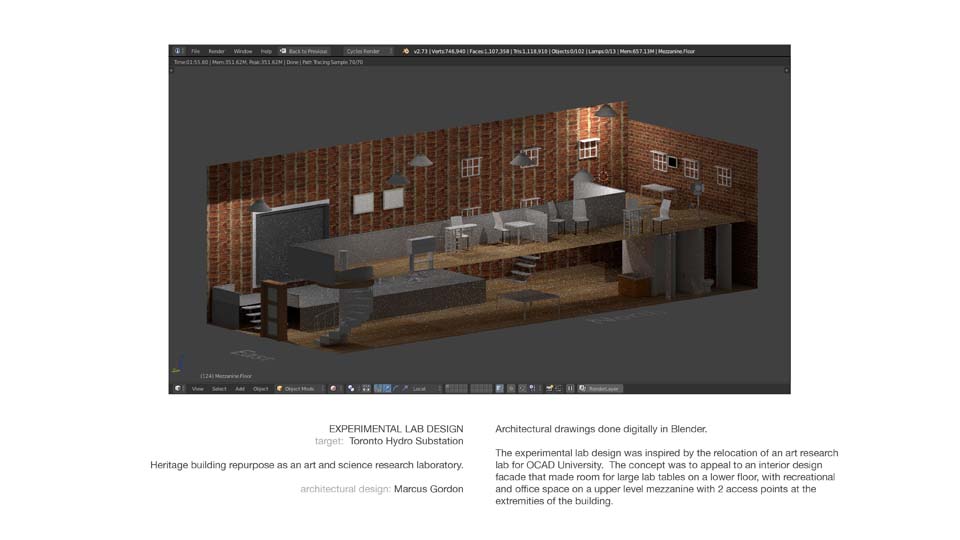 File Render Window Help Back to Previous Cycles Render v2.73 | Verts:746,940 | Faces:1,107,358 | Tris:1,118,910 | Objects:0/102 | Lamps:0/13 | Mem:657.13M | Mezzanine.Floor
Time:01:55.60 | Mem:351.62M, Peak:351.62M | Done | Path Tracing Sample 70/70
North
East
(124) Mezzanine.Floor
View Select Add Object Object Mode Local RenderLayer
EXPERIMENTAL LAB DESIGN
target: Toronto Hydro Substation
Heritage building repurpose as an art and science research laboratory.
architectural design: Marcus Gordon
Architectural drawings done digitally in Blender.
The experimental lab design was inspired by the relocation of an art research
lab for OCAD University. The concept was to appeal to an interior design
facade that made room for large lab tables on a lower floor, with recreational
and office space on a upper level mezzanine with 2 access points at the
extremities of the building.